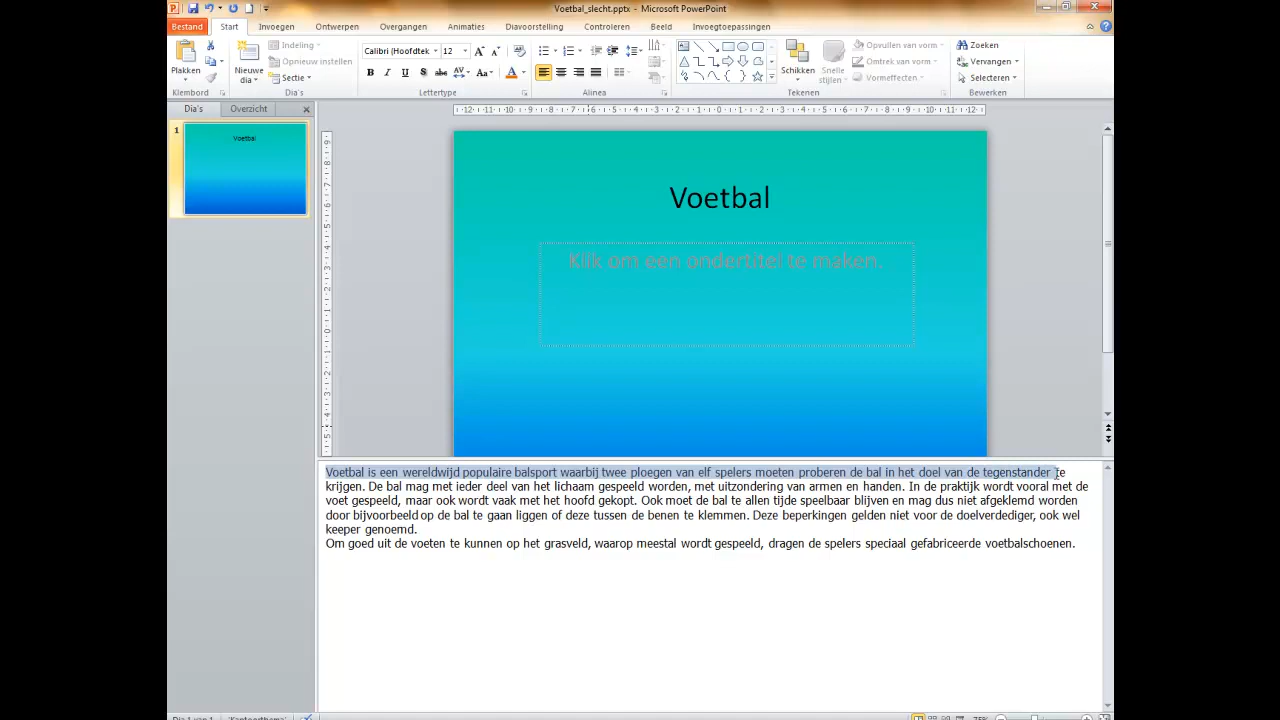 Voetbal_slecht.pptx - Microsoft PowerPoint
Bestand Start Invoegen Ontwerpen Overgangen Animaties Diavoorstelling Controleren Beeld Invoegtoepassingen
Plakken
Klembord
Nieuwe dia
Indeling
Opnieuw instellen
Sectie
Dia's
Calibri (Hoofdtek 12
Lettertype
Alinea
Schikken
Snelle stijlen
Opvullen van vorm
Omtrek van vorm
Vormeffecten
Tekenen
Zoeken
Vervangen
Selecteren
Bewerken
Dia's Overzicht
1
Voetbal
Voetbal
Klik om een ondertitel te maken.
Voetbal is een wereldwijd populaire balsport waarbij twee ploegen van elf spelers moeten proberen de bal in het doel van de tegenstander te
krijgen. De bal mag met ieder deel van het lichaam gespeeld worden, met uitzondering van armen en handen. In de praktijk wordt vooral met de
voet gespeeld, maar ook wordt vaak met het hoofd gekopt. Ook moet de bal te allen tijde speelbaar blijven en mag dus niet afgeklemd worden
door bijvoorbeeld op de bal te gaan liggen of deze tussen de benen te klemmen. Deze beperkingen gelden niet voor de doelverdediger, ook wel
keeper genoemd.
Om goed uit de voeten te kunnen op het grasveld, waarop meestal wordt gespeeld, dragen de spelers speciaal gefabriceerde voetbalschoenen.
Dia 1 van 1 "Kantoorthema" 75%